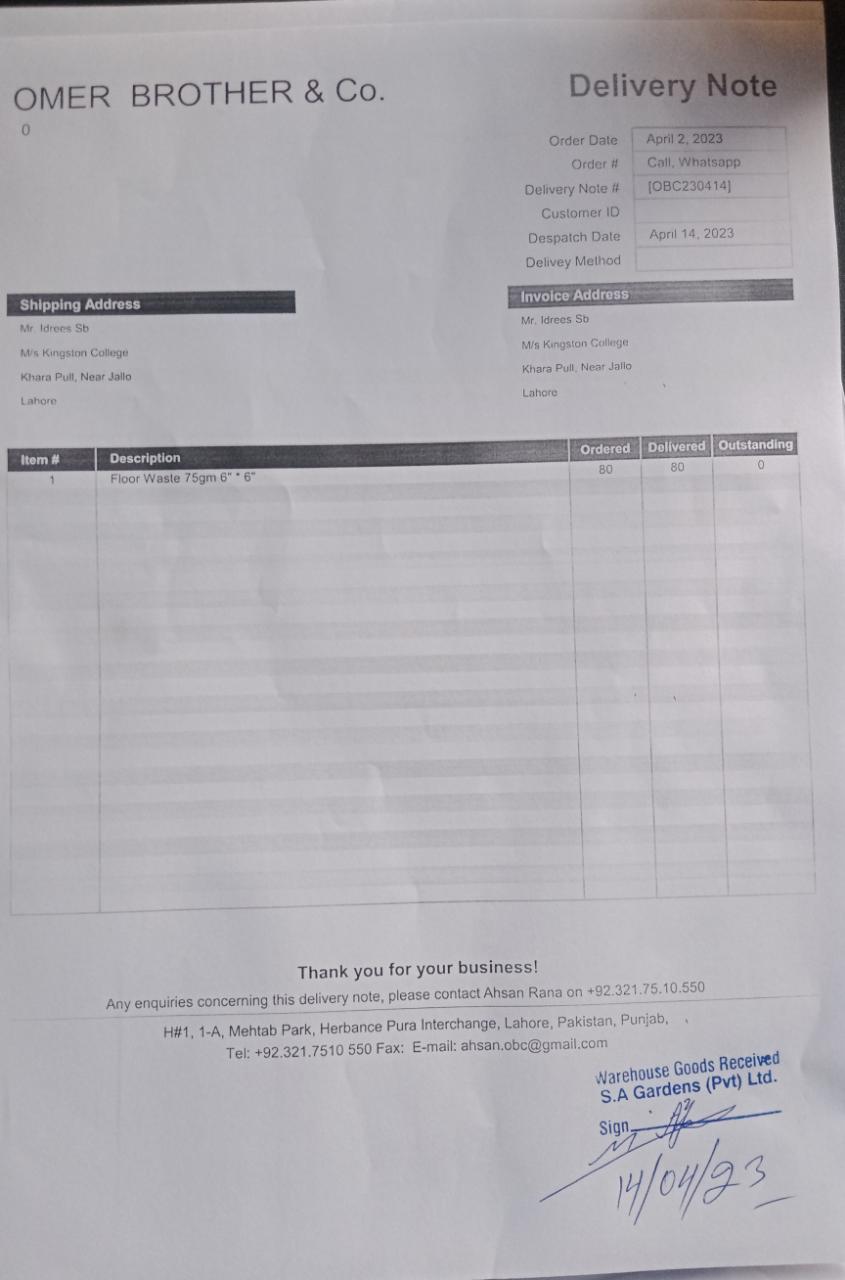 OMER BROTHER & Co.
0
Delivery Note
Order Date April 2, 2023
Order # Call, Whatsapp
Delivery Note # [OBC230414]
Customer ID
Despatch Date April 14, 2023
Delivey Method
Shipping Address
Mr. Idrees Sb
M/s Kingston College
Khara Pull, Near Jallo
Lahore
Invoice Address
Mr. Idrees Sb
M/s Kingston College
Khara Pull, Near Jallo
Lahore
Item # Description Ordered Delivered Outstanding
1 Floor Waste 75gm 6" * 6" 80 80 0
Thank you for your business!
Any enquiries concerning this delivery note, please contact Ahsan Rana on +92.321.75.10.550
H#1, 1-A, Mehtab Park, Herbance Pura Interchange, Lahore, Pakistan, Punjab,
Tel: +92.321.7510 550 Fax: E-mail: ahsan.obc@gmail.com
Warehouse Goods Received
S.A Gardens (Pvt) Ltd.
Sign
14/04/23